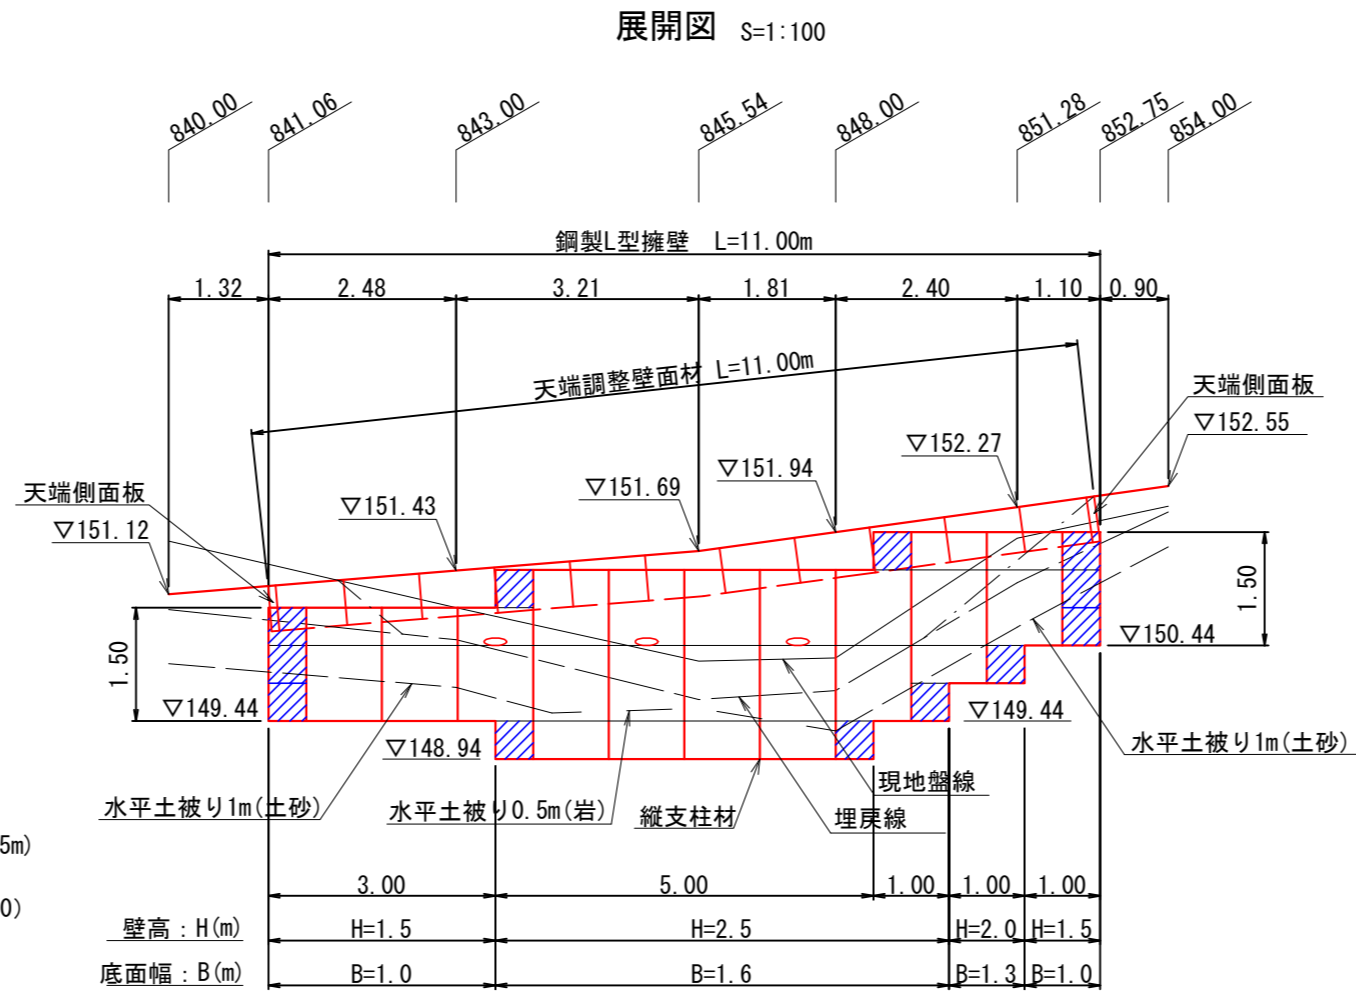 展開図 S=1:100
840.00 841.06 843.00 845.54 848.00 851.28 852.75 854.00
鋼製L型擁壁 L=11.00m
1.32 2.48 3.21 1.81 2.40 1.10 0.90
天端調整壁面材 L=11.00m
天端側面板
▽152.55
▽152.27
▽151.94
▽151.69
天端側面板
▽151.43
▽151.12
1.50
▽150.44
1.50
▽149.44
▽149.44
▽148.94
水平土被り1m(土砂)
現地盤線
水平土被り1m(土砂)
水平土被り0.5m(岩)
縦支柱材
埋戻線
5m)
0)
3.00 5.00 1.00 1.00 1.00
壁高：H(m) H=1.5 H=2.5 H=2.0 H=1.5
底面幅：B(m) B=1.0 B=1.6 B=1.3 B=1.0